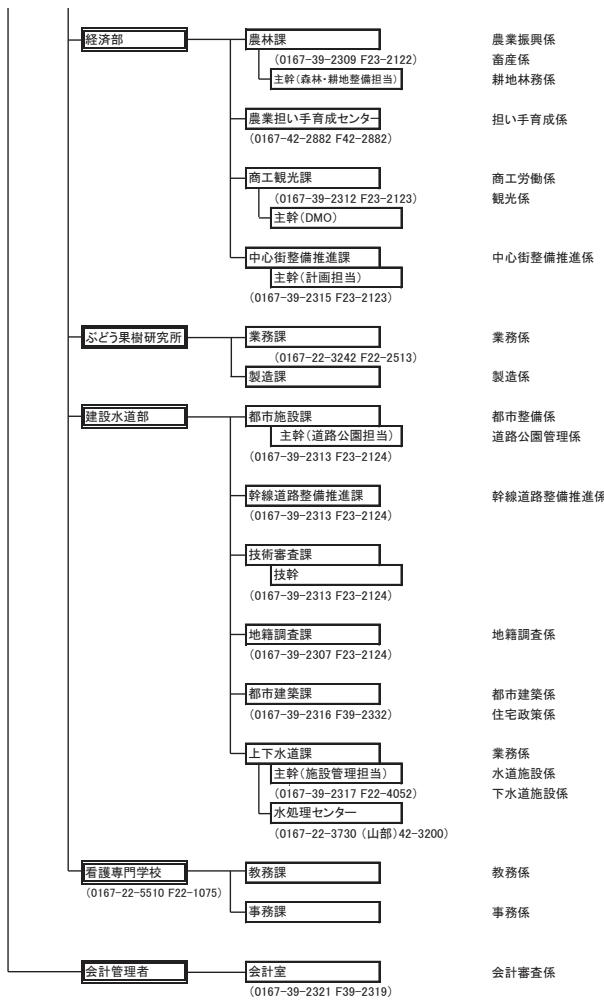 経済部 農林課 農業振興係
(0167-39-2309 F23-2122) 畜産係
主幹(森林・耕地整備担当) 耕地林務係
農業担い手育成センター 担い手育成係
(0167-42-2882 F42-2882)
商工観光課 商工労働係
(0167-39-2312 F23-2123) 観光係
主幹(DMO)
中心街整備推進課 中心街整備推進係
主幹(計画担当)
(0167-39-2315 F23-2123)
ぶどう果樹研究所 業務課 業務係
(0167-22-3242 F22-2513)
製造課 製造係
建設水道部 都市施設課 都市整備係
主幹(道路公園担当) 道路公園管理係
(0167-39-2313 F23-2124)
幹線道路整備推進課 幹線道路整備推進係
(0167-39-2313 F23-2124)
技術審査課
技幹
(0167-39-2313 F23-2124)
地籍調査課 地籍調査係
(0167-39-2307 F23-2124)
都市建築課 都市建築係
(0167-39-2316 F39-2332) 住宅政策係
上下水道課 業務係
主幹(施設管理担当) 水道施設係
(0167-39-2317 F22-4052) 下水道施設係
水処理センター
(0167-22-3730 (山部)42-3200)
看護専門学校 教務課 教務係
(0167-22-5510 F22-1075)
事務課 事務係
会計管理者 会計室 会計審査係
(0167-39-2321 F39-2319)